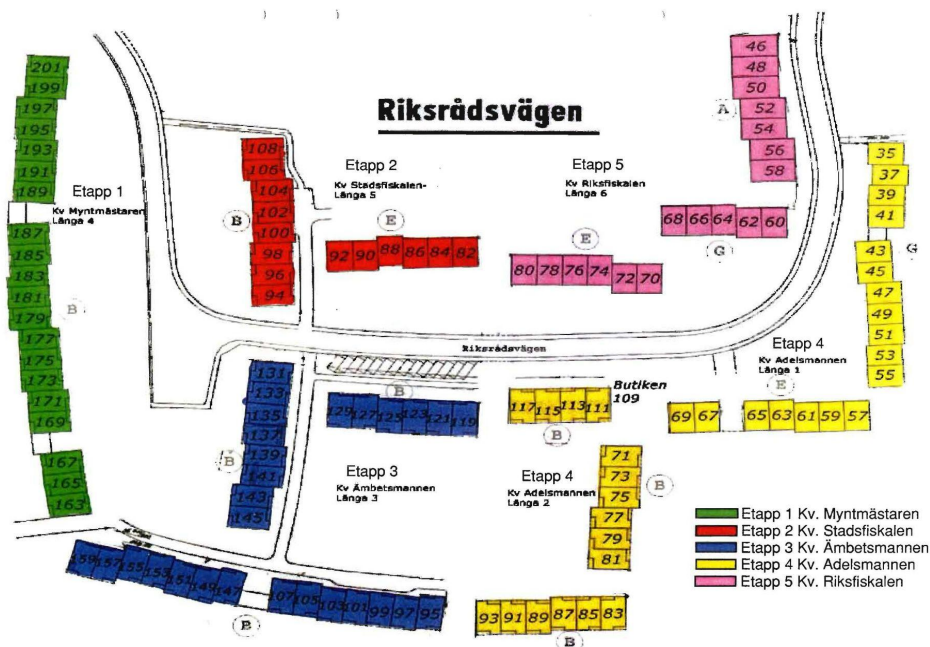 Riksrådsvägen
201
199
197
195
193
191
189
187
185
183
181
179
177
175
173
171
169
167
165
163
Etapp 1
Kv Myntmästaren
Länga 4
B
108
106
104
102
100
98
96
94
B
Etapp 2
Kv Stadsfiskalen-
Länga 5
E
92 90 88 86 84 82
Etapp 5
Kv Riksfiskalen
Länga 6
E
80 78 76 74 72 70
46
48
50
52
54
56
58
A
68 66 64 62 60
G
35
37
39
41
43
45
47
49
51
53
55
G
Riksrådsvägen
Etapp 4
Kv Adelsmannen
Länga 1
E
69 67 65 63 61 59 57
131
133
135
137
139
141
143
145
B
B
129 127 125 123 121 119
Butiken
109
117 115 113 111
B
Etapp 3
Kv Ämbetsmannen
Länga 3
Etapp 4
Kv Adelsmannen
Länga 2
71
73
75
77
79
81
B
159 157 155 153 151 149 147
107 105 103 101 99 97 95
B
93 91 89 87 85 83
B
Etapp 1 Kv. Myntmästaren
Etapp 2 Kv. Stadsfiskalen
Etapp 3 Kv. Ämbetsmannen
Etapp 4 Kv. Adelsmannen
Etapp 5 Kv. Riksfiskalen